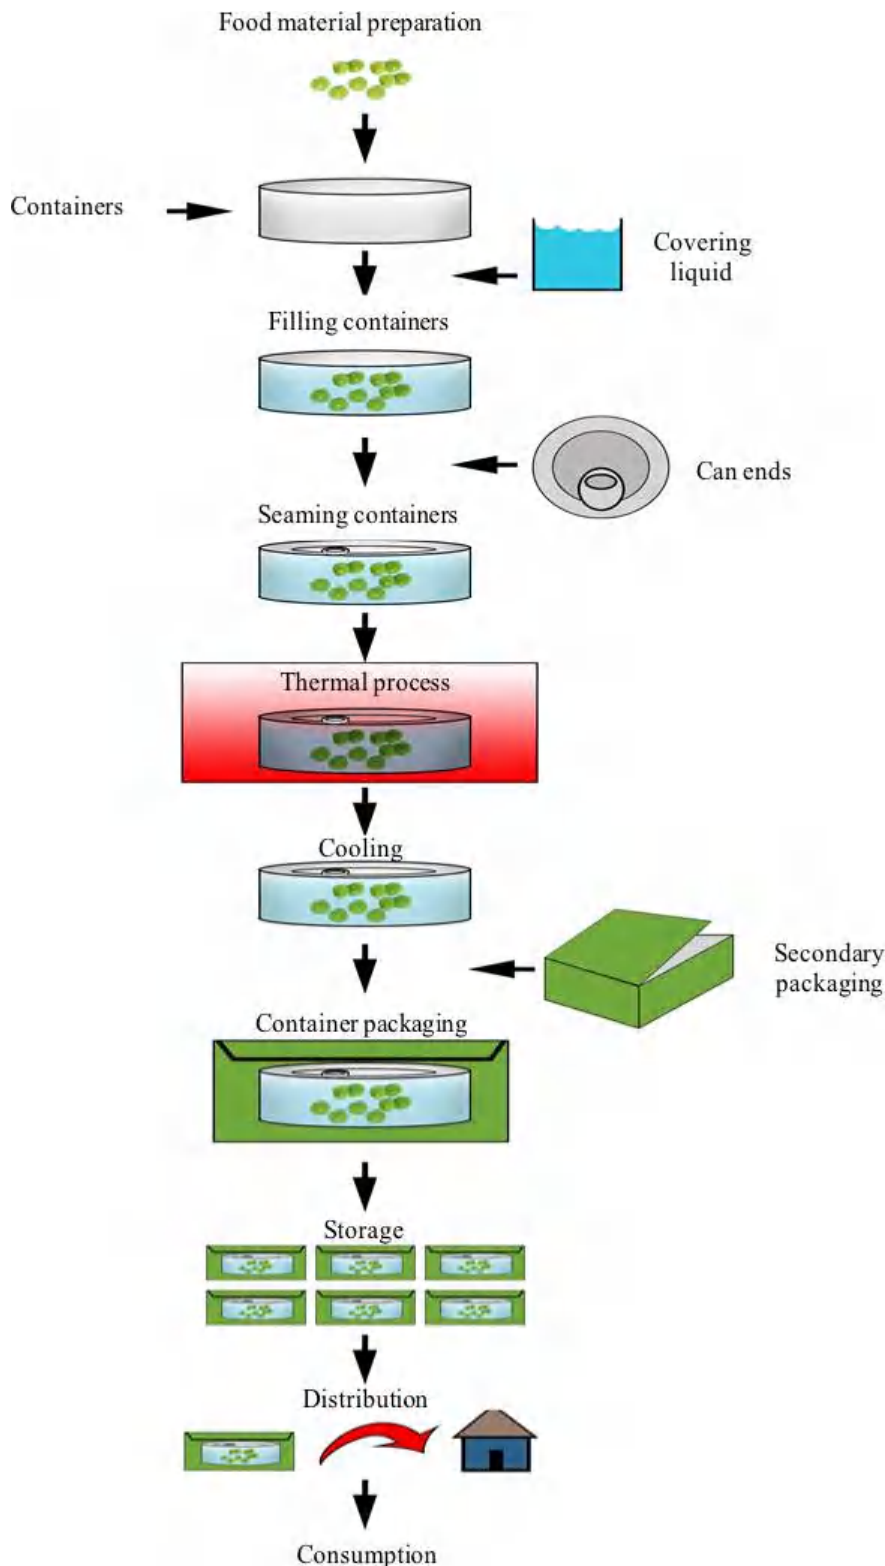 Food material preparation
Containers
Covering
liquid
Filling containers
Can ends
Seaming containers
Thermal process
Cooling
Secondary
packaging
Container packaging
Storage
Distribution
Consumption